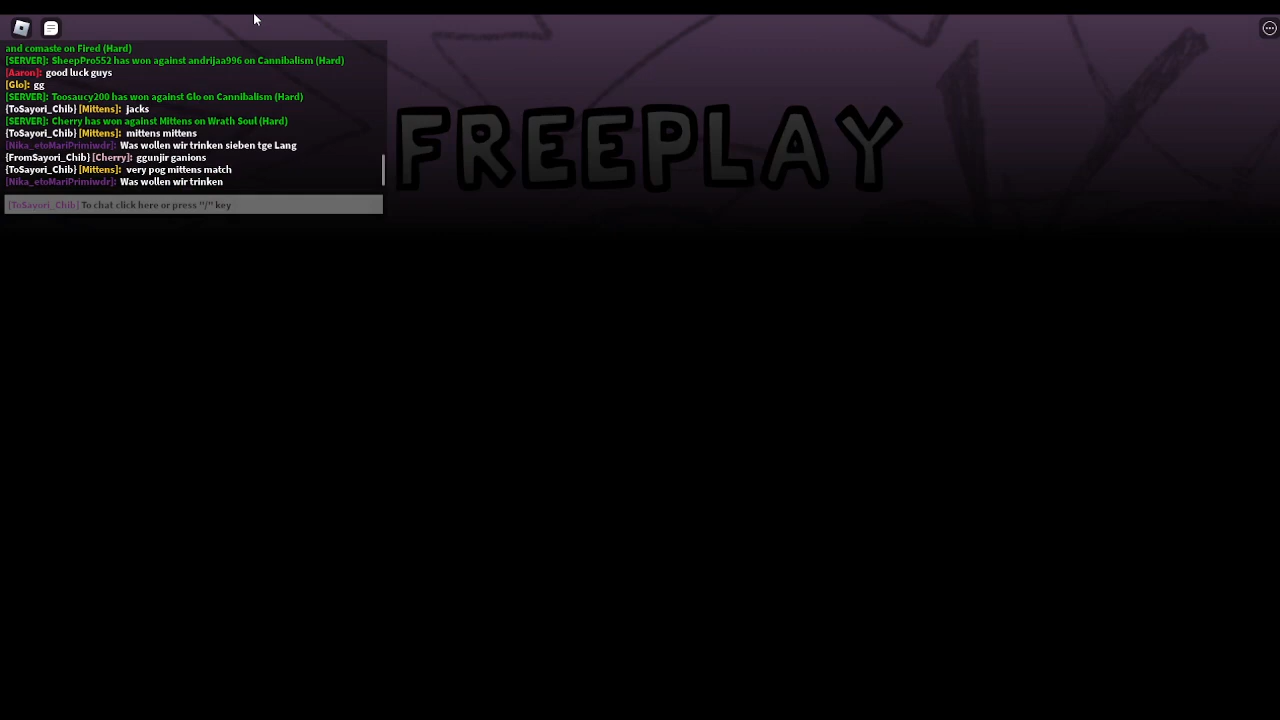 and comaste on Fired (Hard)
[SERVER]: SheepPro552 has won against andrijaa996 on Cannibalism (Hard)
[Aaron]: good luck guys
[Glo]: gg
[SERVER]: Toosaucy200 has won against Glo on Cannibalism (Hard)
{ToSayori_Chib} [Mittens]: jacks
[SERVER]: Cherry has won against Mittens on Wrath Soul (Hard)
{ToSayori_Chib} [Mittens]: mittens mittens
[Nika_etoMariPrimiwdr]: Was wollen wir trinken sieben tge Lang
{FromSayori_Chib} [Cherry]: ggunjir ganions
{ToSayori_Chib} [Mittens]: very pog mittens match
[Nika_etoMariPrimiwdr]: Was wollen wir trinken
[ToSayori_Chib] To chat click here or press "/" key
FREEPLAY